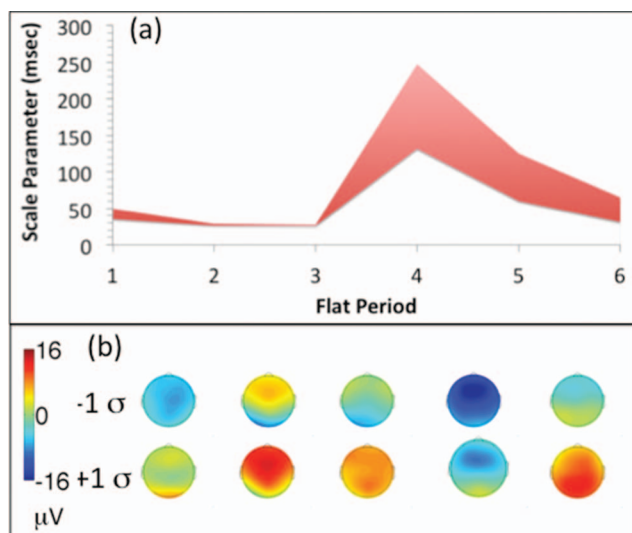 (a)
Scale Parameter (msec)
300
250
200
150
100
50
0
1 2 3 4 5 6
Flat Period
(b)
16
0
-16
μV
-1 σ
+1 σ